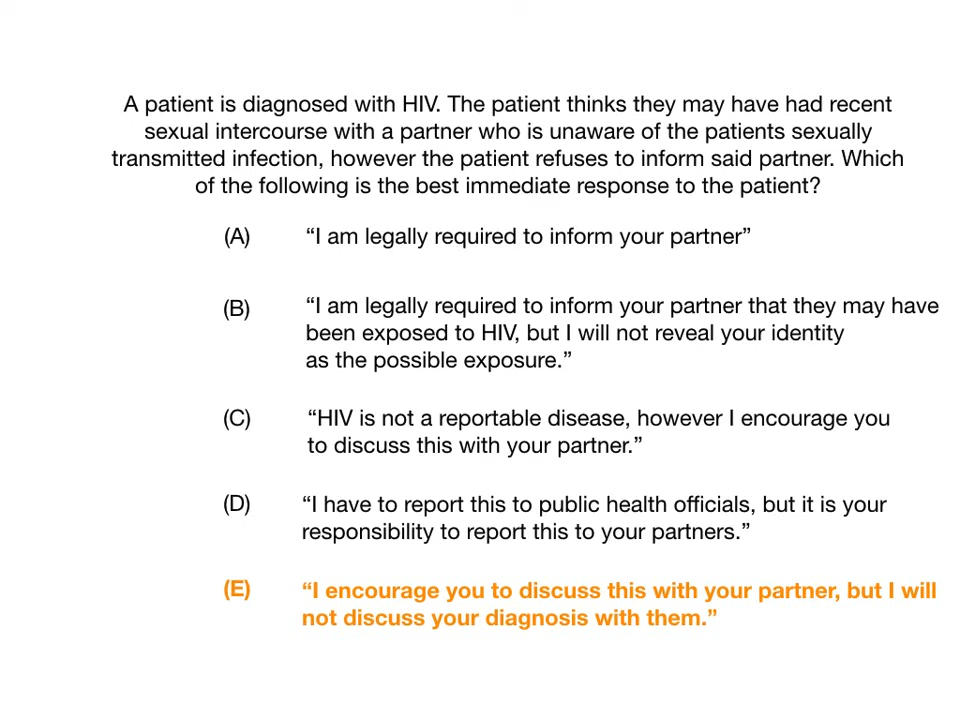 A patient is diagnosed with HIV. The patient thinks they may have had recent
sexual intercourse with a partner who is unaware of the patients sexually
transmitted infection, however the patient refuses to inform said partner. Which
of the following is the best immediate response to the patient?
(A) “I am legally required to inform your partner”
(B) “I am legally required to inform your partner that they may have
been exposed to HIV, but I will not reveal your identity
as the possible exposure.”
(C) “HIV is not a reportable disease, however I encourage you
to discuss this with your partner.”
(D) “I have to report this to public health officials, but it is your
responsibility to report this to your partners.”
(E) “I encourage you to discuss this with your partner, but I will
not discuss your diagnosis with them.”